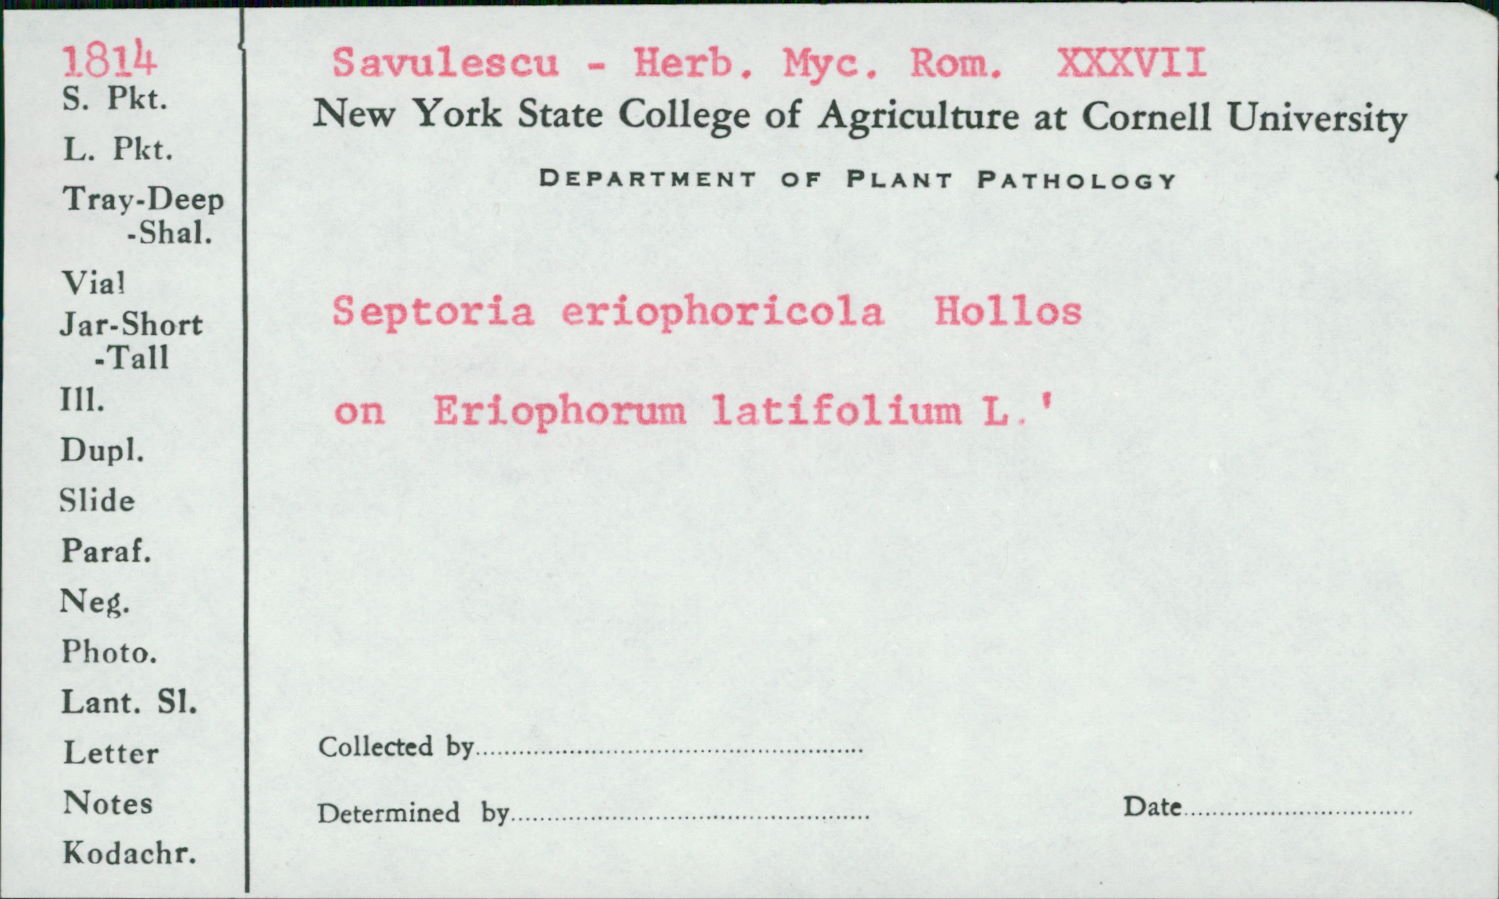 1814
S. Pkt.
L. Pkt.
Tray-Deep
-Shal.
Vial
Jar-Short
-Tall
Ill.
Dupl.
Slide
Paraf.
Neg.
Photo.
Lant. Sl.
Letter
Notes
Kodachr.
Savulescu - Herb. Myc. Rom. XXXVII
New York State College of Agriculture at Cornell University
DEPARTMENT OF PLANT PATHOLOGY
Septoria eriophoricola Hollos
on Eriophorum latifolium L.'
Collected by
Determined by
Date